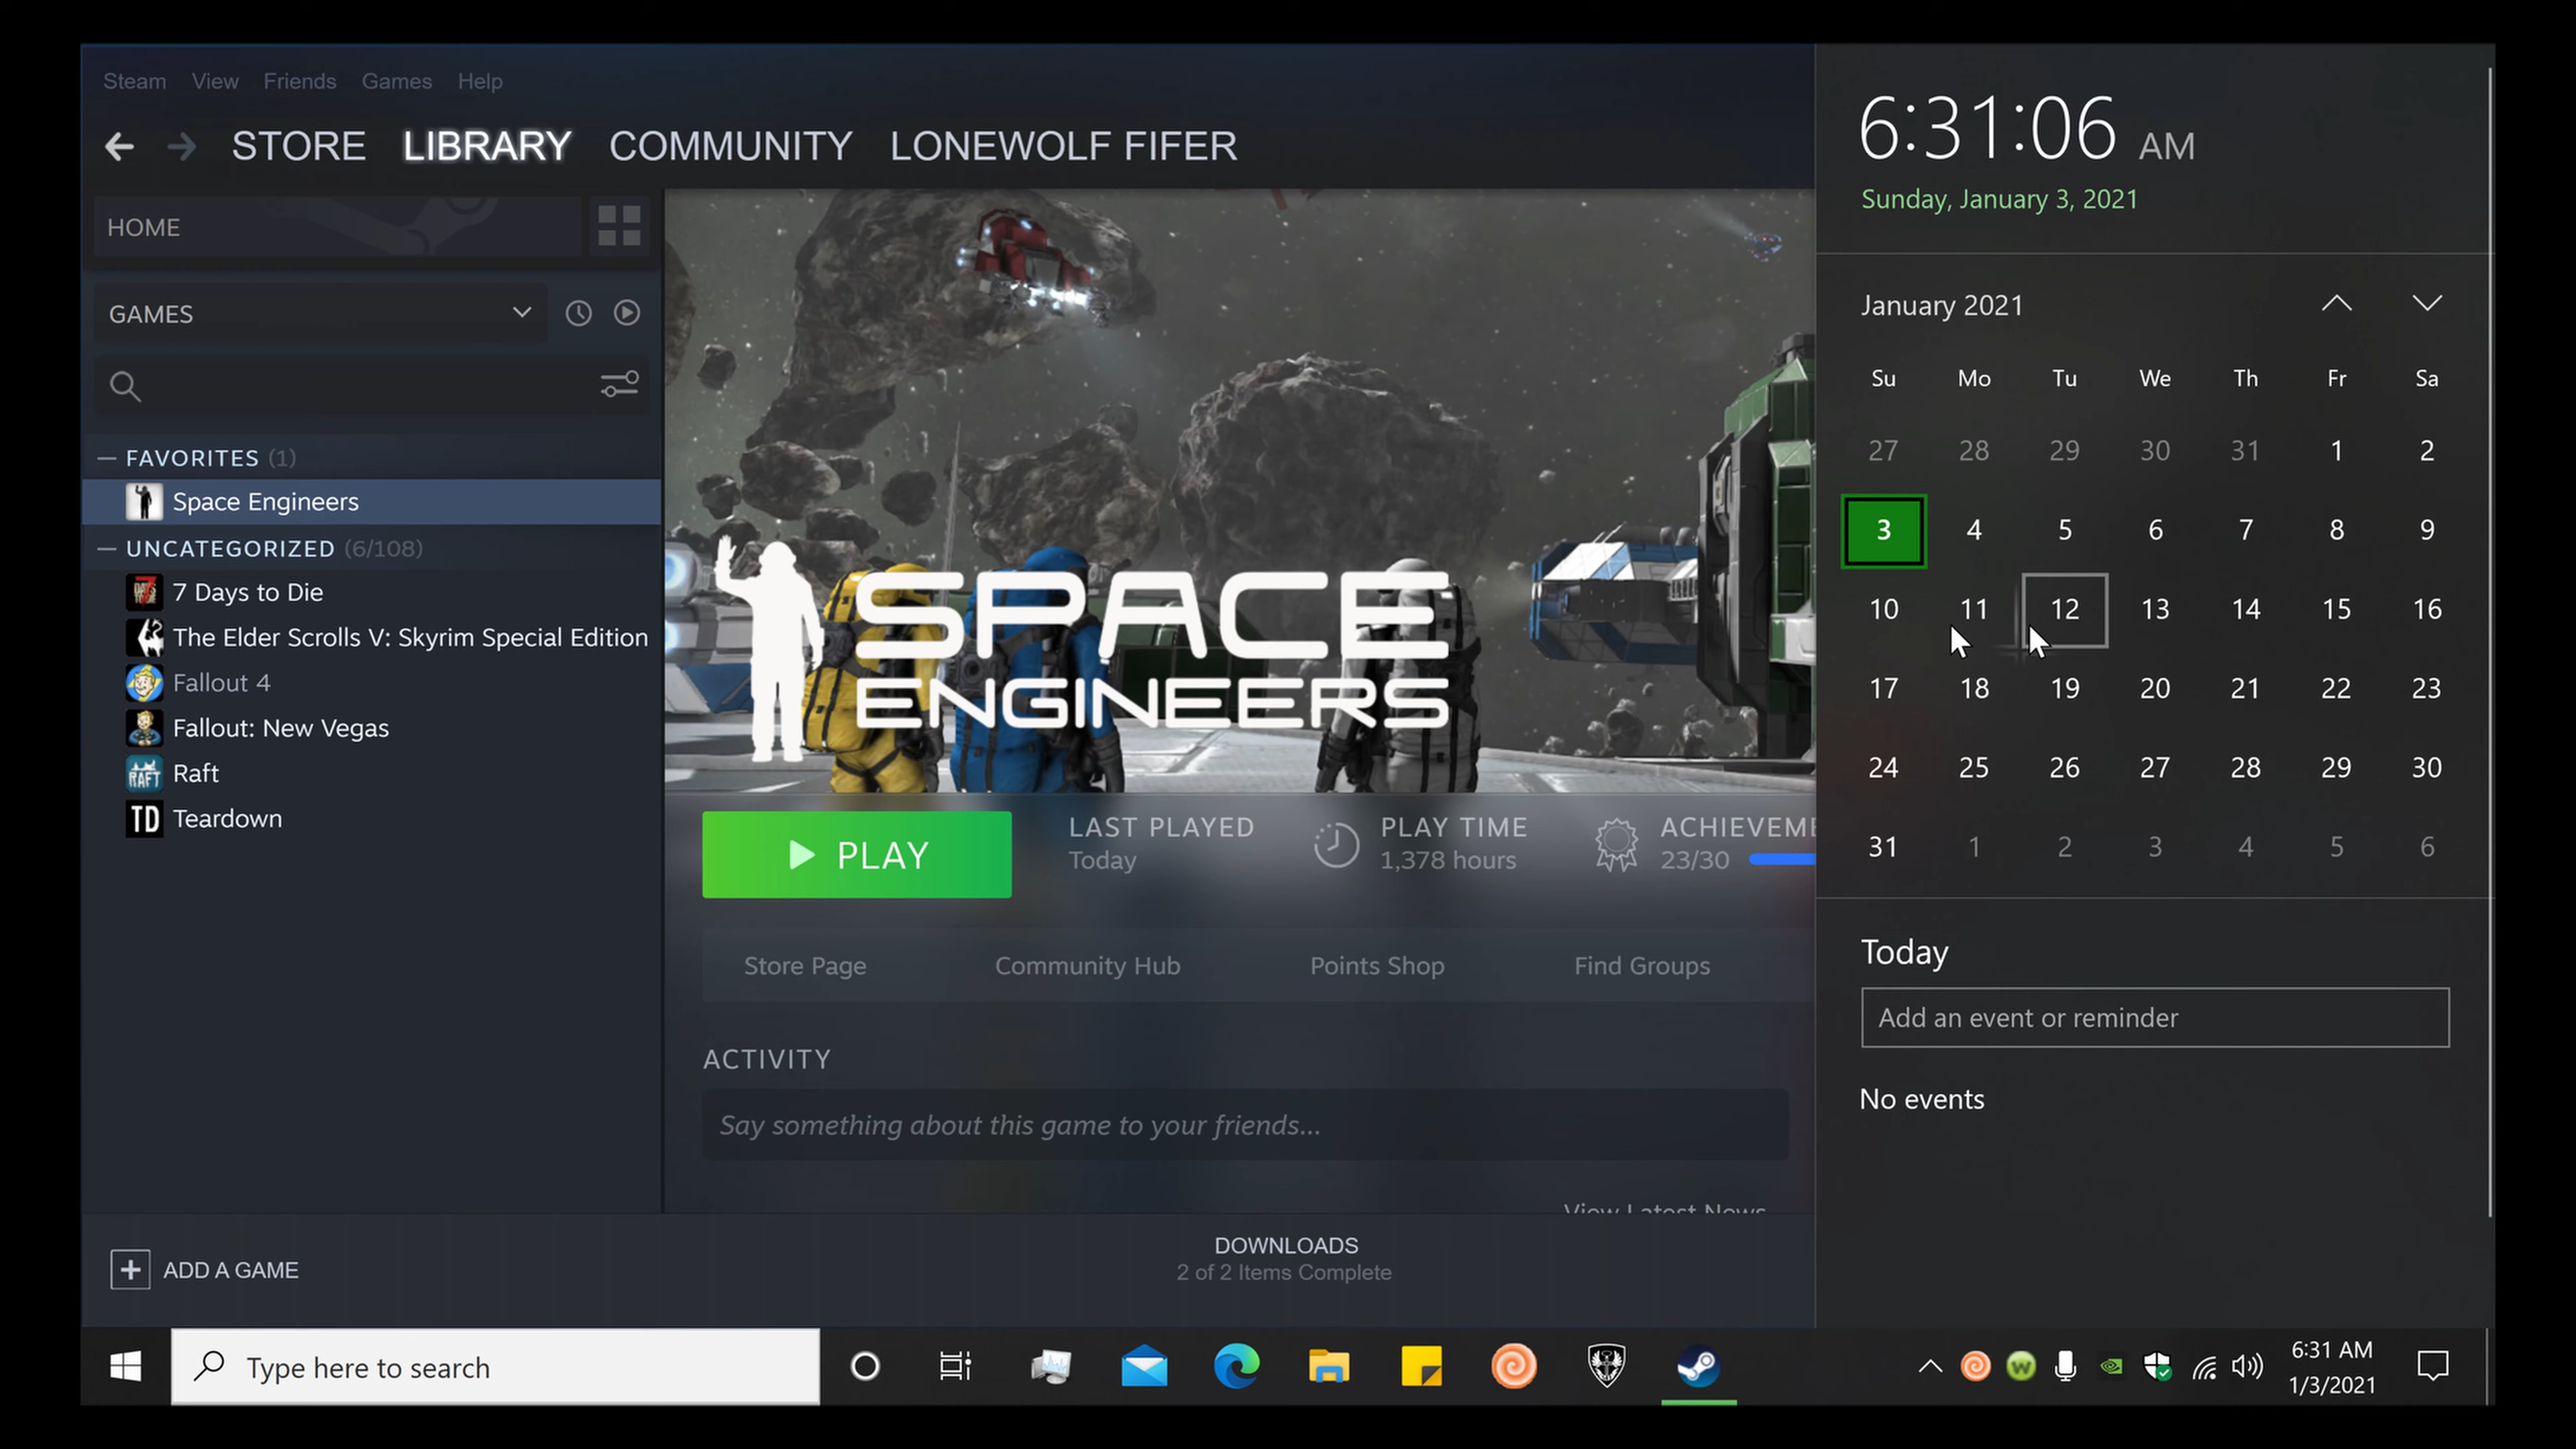 Steam View Friends Games Help
STORE LIBRARY COMMUNITY LONEWOLF FIFER
HOME
GAMES
FAVORITES (1)
Space Engineers
UNCATEGORIZED (6/108)
7 Days to Die
The Elder Scrolls V: Skyrim Special Edition
Fallout 4
Fallout: New Vegas
RAFT Raft
TD Teardown
SPACE
ENGINEERS
PLAY
LAST PLAYED
Today
PLAY TIME
1,378 hours
ACHIEVEME
23/30
Store Page Community Hub Points Shop Find Groups
ACTIVITY
Say something about this game to your friends...
View Latest News
ADD A GAME
DOWNLOADS
2 of 2 Items Complete
6:31:06 AM
Sunday, January 3, 2021
January 2021
Su Mo Tu We Th Fr Sa
27 28 29 30 31 1 2
3 4 5 6 7 8 9
10 11 12 13 14 15 16
17 18 19 20 21 22 23
24 25 26 27 28 29 30
31 1 2 3 4 5 6
Today
Add an event or reminder
No events
Type here to search
6:31 AM
1/3/2021